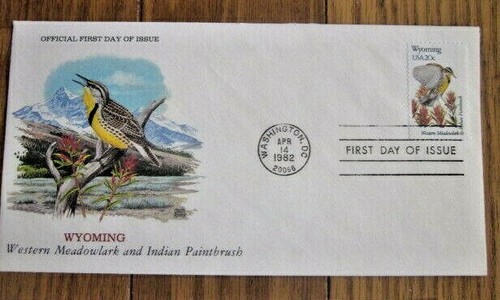 OFFICIAL FIRST DAY OF ISSUE
Wyoming
USA 20c
Western Meadowlark &
WASHINGTON, DC
APR
14
1982
20066
FIRST DAY OF ISSUE
WYOMING
Western Meadowlark and Indian Paintbrush